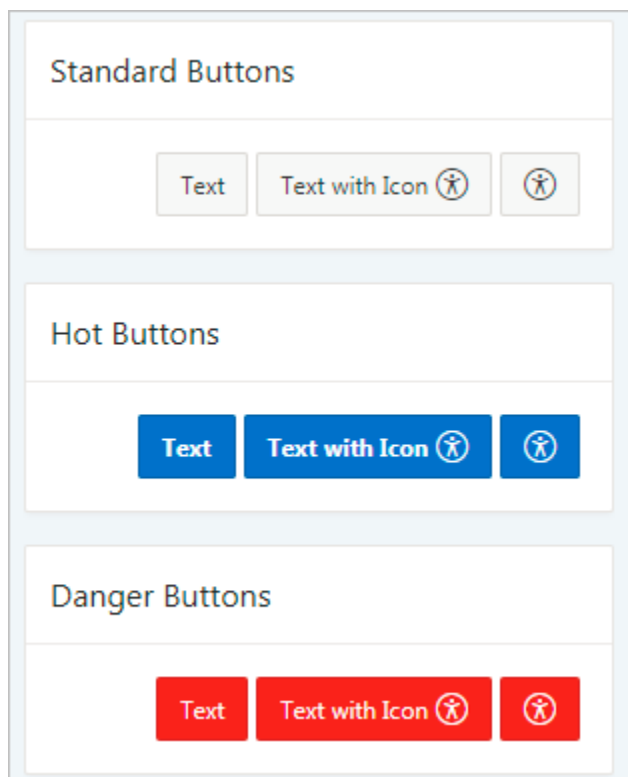 Standard Buttons
Text Text with Icon
Hot Buttons
Text Text with Icon
Danger Buttons
Text Text with Icon